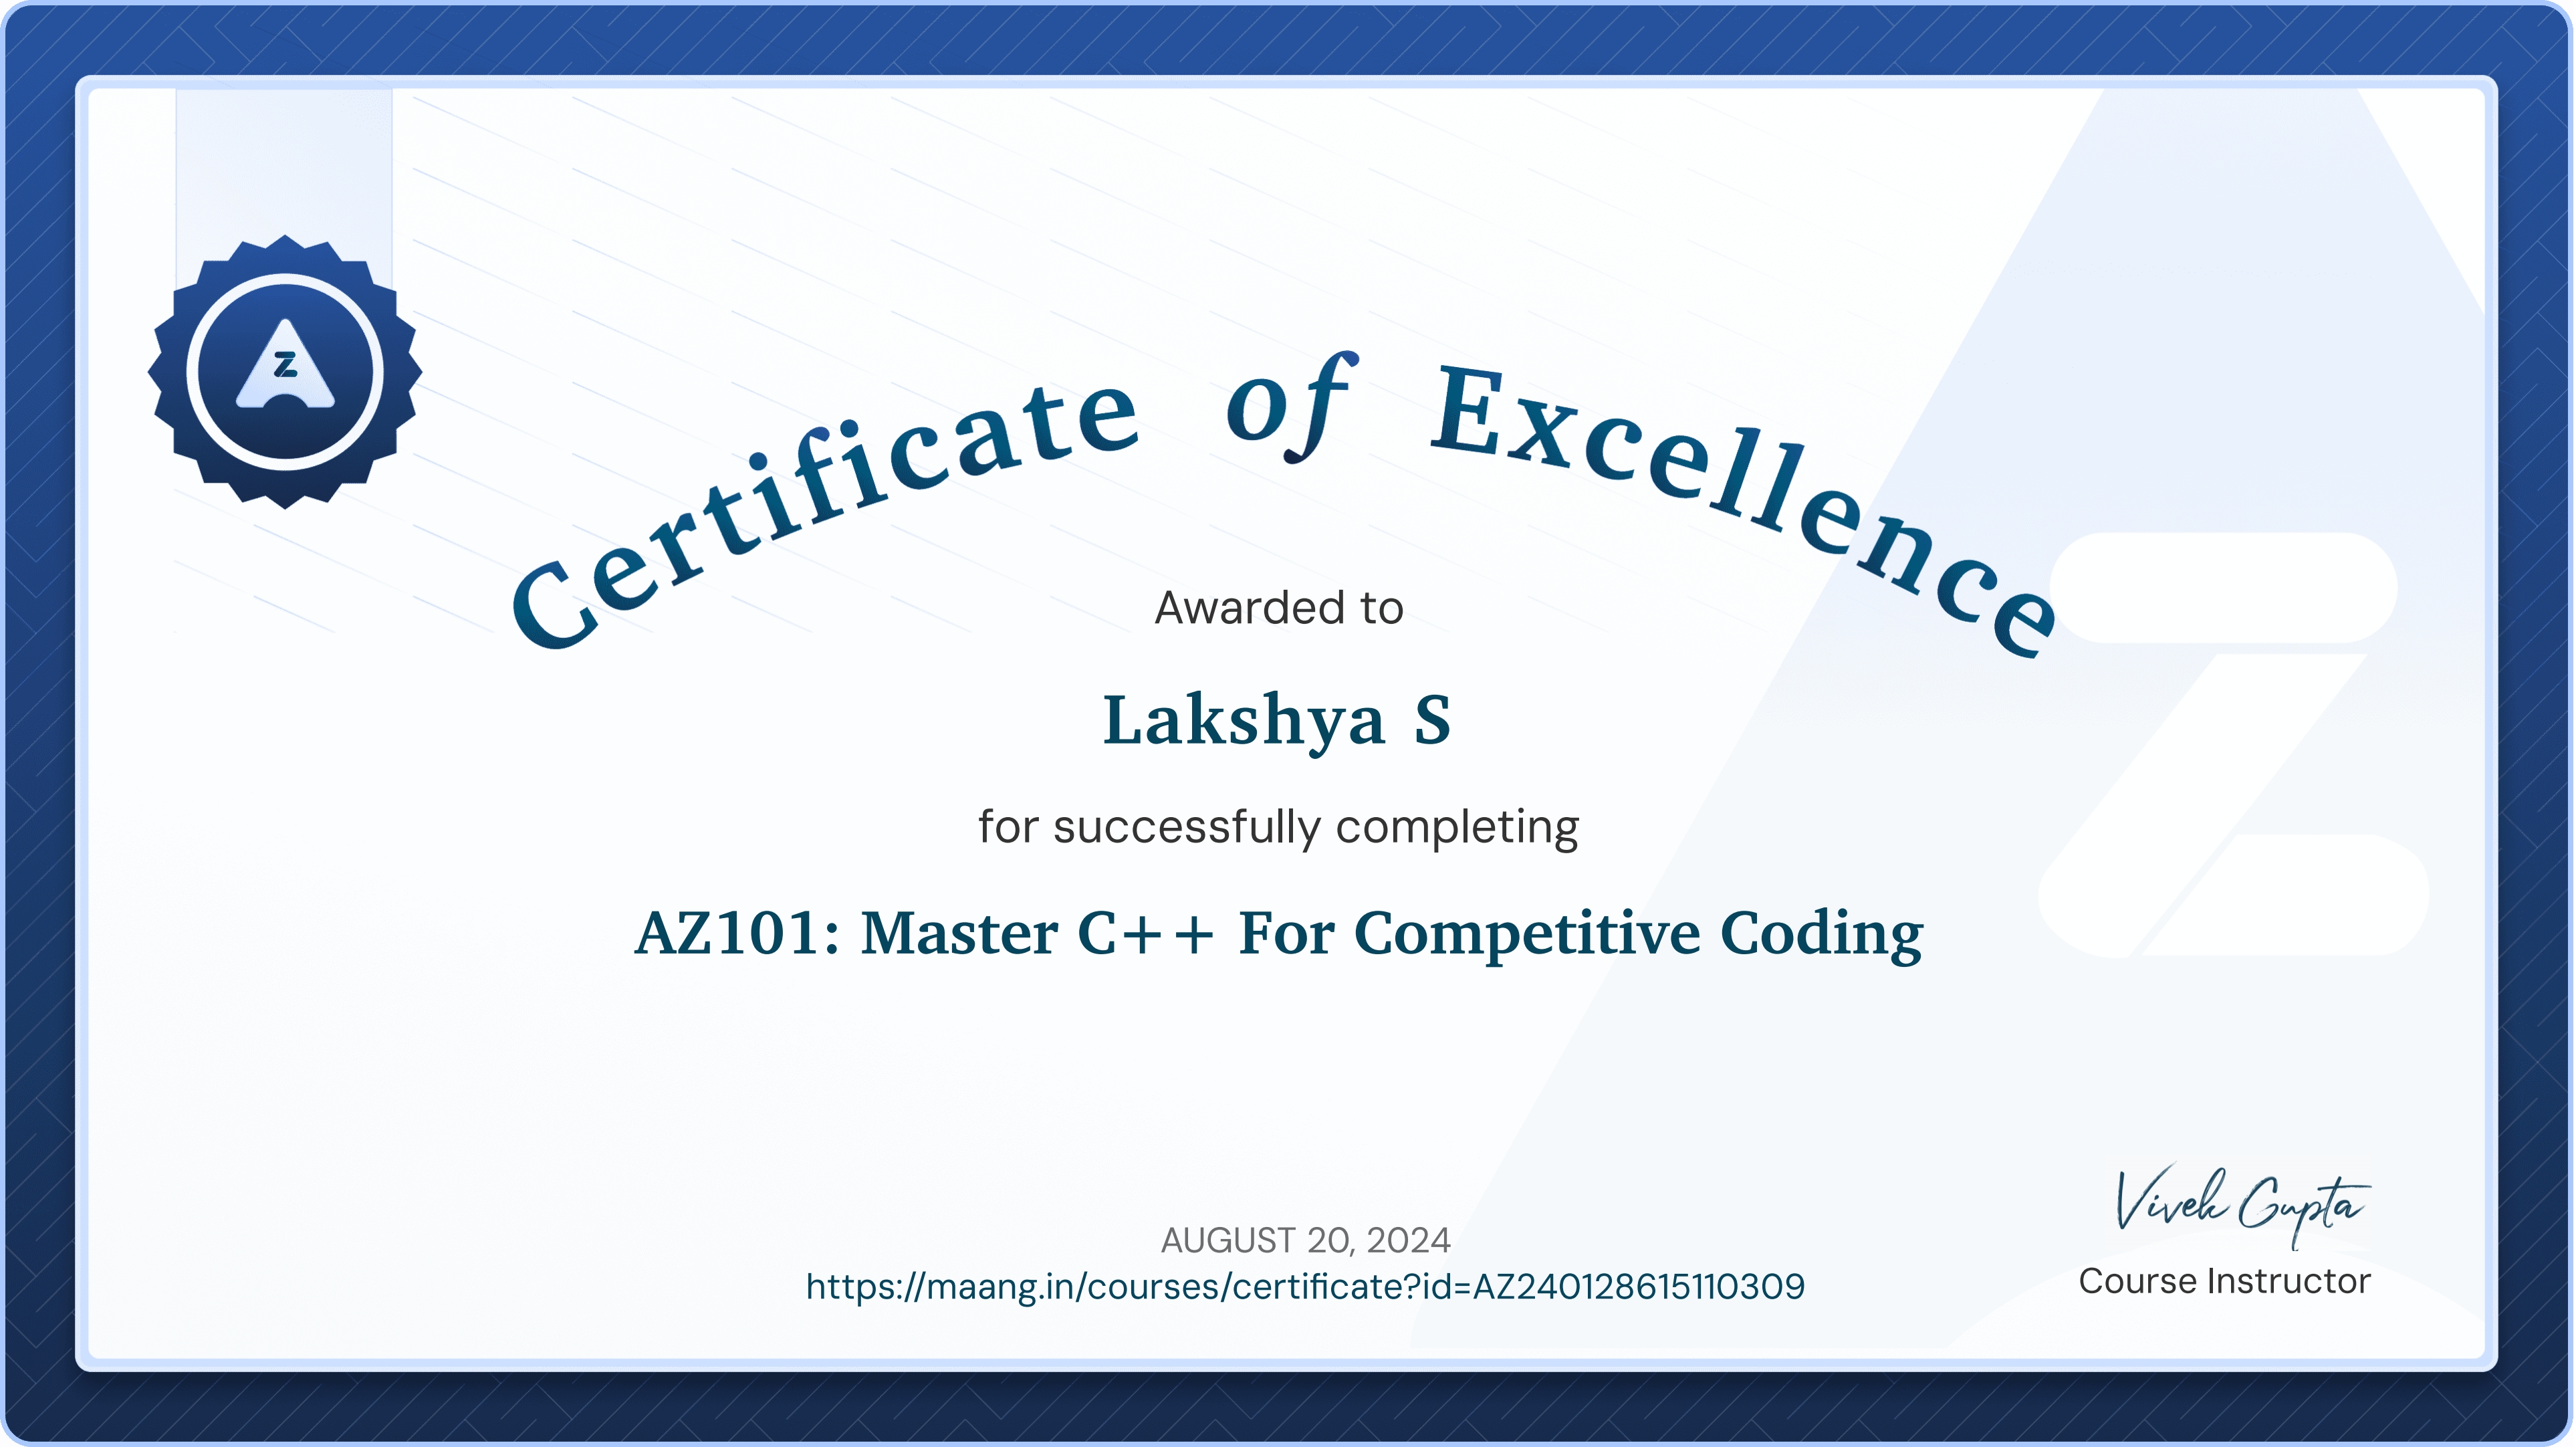 Z
Certificate of Excellence
Awarded to
Lakshya S
for successfully completing
AZ101: Master C++ For Competitive Coding
AUGUST 20, 2024
https://maang.in/courses/certificate?id=AZ240128615110309
Vivek Gupta
Course Instructor